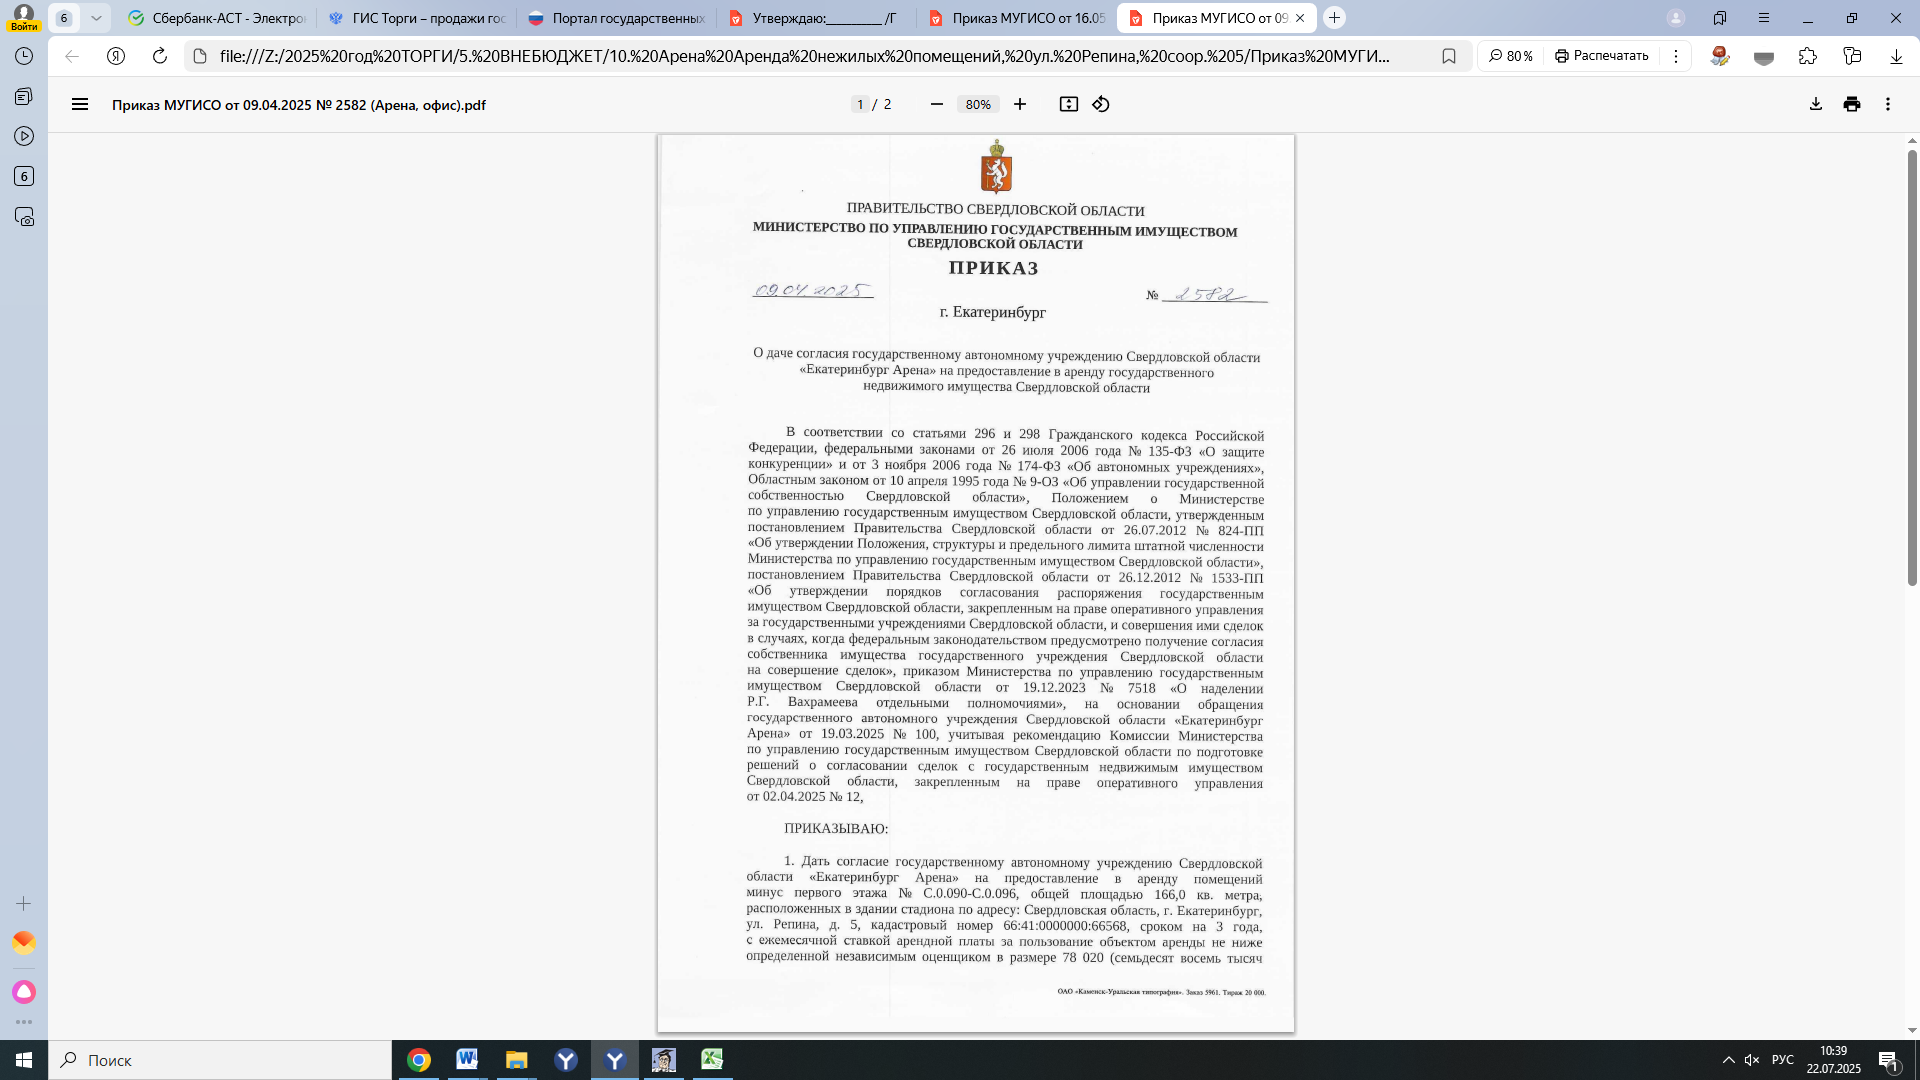 Войти
6
Сбербанк-АСТ - Электро
ГИС Торги – продажи гос
Портал государственных
Утверждаю:_________ /Г
Приказ МУГИСО от 16.05
Приказ МУГИСО от 09.
file:///Z:/2025%20год%20ТОРГИ/5.%20ВНЕБЮДЖЕТ/10.%20Арена%20Аренда%20нежилых%20помещений,%20ул.%20Репина,%20соор.%205/Приказ%20МУГИ...
80 %
Распечатать
6
Приказ МУГИСО от 09.04.2025 № 2582 (Арена, офис).pdf
1 / 2
80%
ПРАВИТЕЛЬСТВО СВЕРДЛОВСКОЙ ОБЛАСТИ
МИНИСТЕРСТВО ПО УПРАВЛЕНИЮ ГОСУДАРСТВЕННЫМ ИМУЩЕСТВОМ
СВЕРДЛОВСКОЙ ОБЛАСТИ
ПРИКАЗ
09.04.2025
№ 2582
г. Екатеринбург
О даче согласия государственному автономному учреждению Свердловской области
«Екатеринбург Арена» на предоставление в аренду государственного
недвижимого имущества Свердловской области
В соответствии со статьями 296 и 298 Гражданского кодекса Российской
Федерации, федеральными законами от 26 июля 2006 года № 135-ФЗ «О защите
конкуренции» и от 3 ноября 2006 года № 174-ФЗ «Об автономных учреждениях»,
Областным законом от 10 апреля 1995 года № 9-ОЗ «Об управлении государственной
собственностью Свердловской области», Положением о Министерстве
по управлению государственным имуществом Свердловской области, утвержденным
постановлением Правительства Свердловской области от 26.07.2012 № 824-ПП
«Об утверждении Положения, структуры и предельного лимита штатной численности
Министерства по управлению государственным имуществом Свердловской области»,
постановлением Правительства Свердловской области от 26.12.2012 № 1533-ПП
«Об утверждении порядков согласования распоряжения государственным
имуществом Свердловской области, закрепленным на праве оперативного управления
за государственными учреждениями Свердловской области, и совершения ими сделок
в случаях, когда федеральным законодательством предусмотрено получение согласия
собственника имущества государственного учреждения Свердловской области
на совершение сделок», приказом Министерства по управлению государственным
имуществом Свердловской области от 19.12.2023 № 7518 «О наделении
Р.Г. Вахрамеева отдельными полномочиями», на основании обращения
государственного автономного учреждения Свердловской области «Екатеринбург
Арена» от 19.03.2025 № 100, учитывая рекомендацию Комиссии Министерства
по управлению государственным имуществом Свердловской области по подготовке
решений о согласовании сделок с государственным недвижимым имуществом
Свердловской области, закрепленным на праве оперативного управления
от 02.04.2025 № 12,
ПРИКАЗЫВАЮ:
1. Дать согласие государственному автономному учреждению Свердловской
области «Екатеринбург Арена» на предоставление в аренду помещений
минус первого этажа № С.0.090-С.0.096, общей площадью 166,0 кв. метра,
расположенных в здании стадиона по адресу: Свердловская область, г. Екатеринбург,
ул. Репина, д. 5, кадастровый номер 66:41:0000000:66568, сроком на 3 года,
с ежемесячной ставкой арендной платы за пользование объектом аренды не ниже
определенной независимым оценщиком в размере 78 020 (семьдесят восемь тысяч
ОАО «Каменск-Уральская типография». Заказ 5961. Тираж 20 000.
Поиск
РУС
10:39
22.07.2025
1